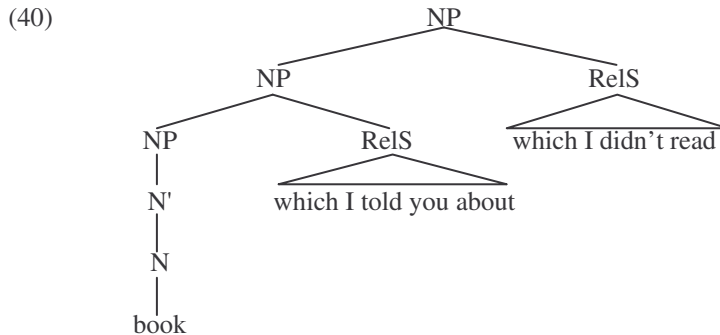 (40) NP
NP RelS
NP RelS which I didn't read
N' which I told you about
N
book